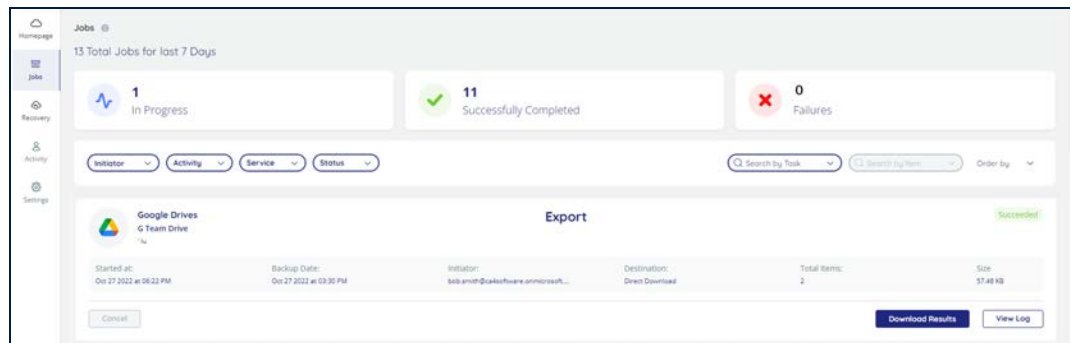 Homepage
Jobs
Recovery
Activity
Settings
Jobs
13 Total Jobs for last 7 Days
1
In Progress
11
Successfully Completed
0
Failures
Initiator
Activity
Service
Status
Search by Task
Search by Item
Order by
Google Drives
G Team Drive
Export
Succeeded
Started at:
Oct 27 2022 at 06:22 PM
Backup Date:
Oct 27 2022 at 03:30 PM
Initiator:
bob.smith@ca4software.onmicrosoft....
Destination:
Direct Download
Total Items:
2
Size
57.48 KB
Cancel
Download Results
View Log